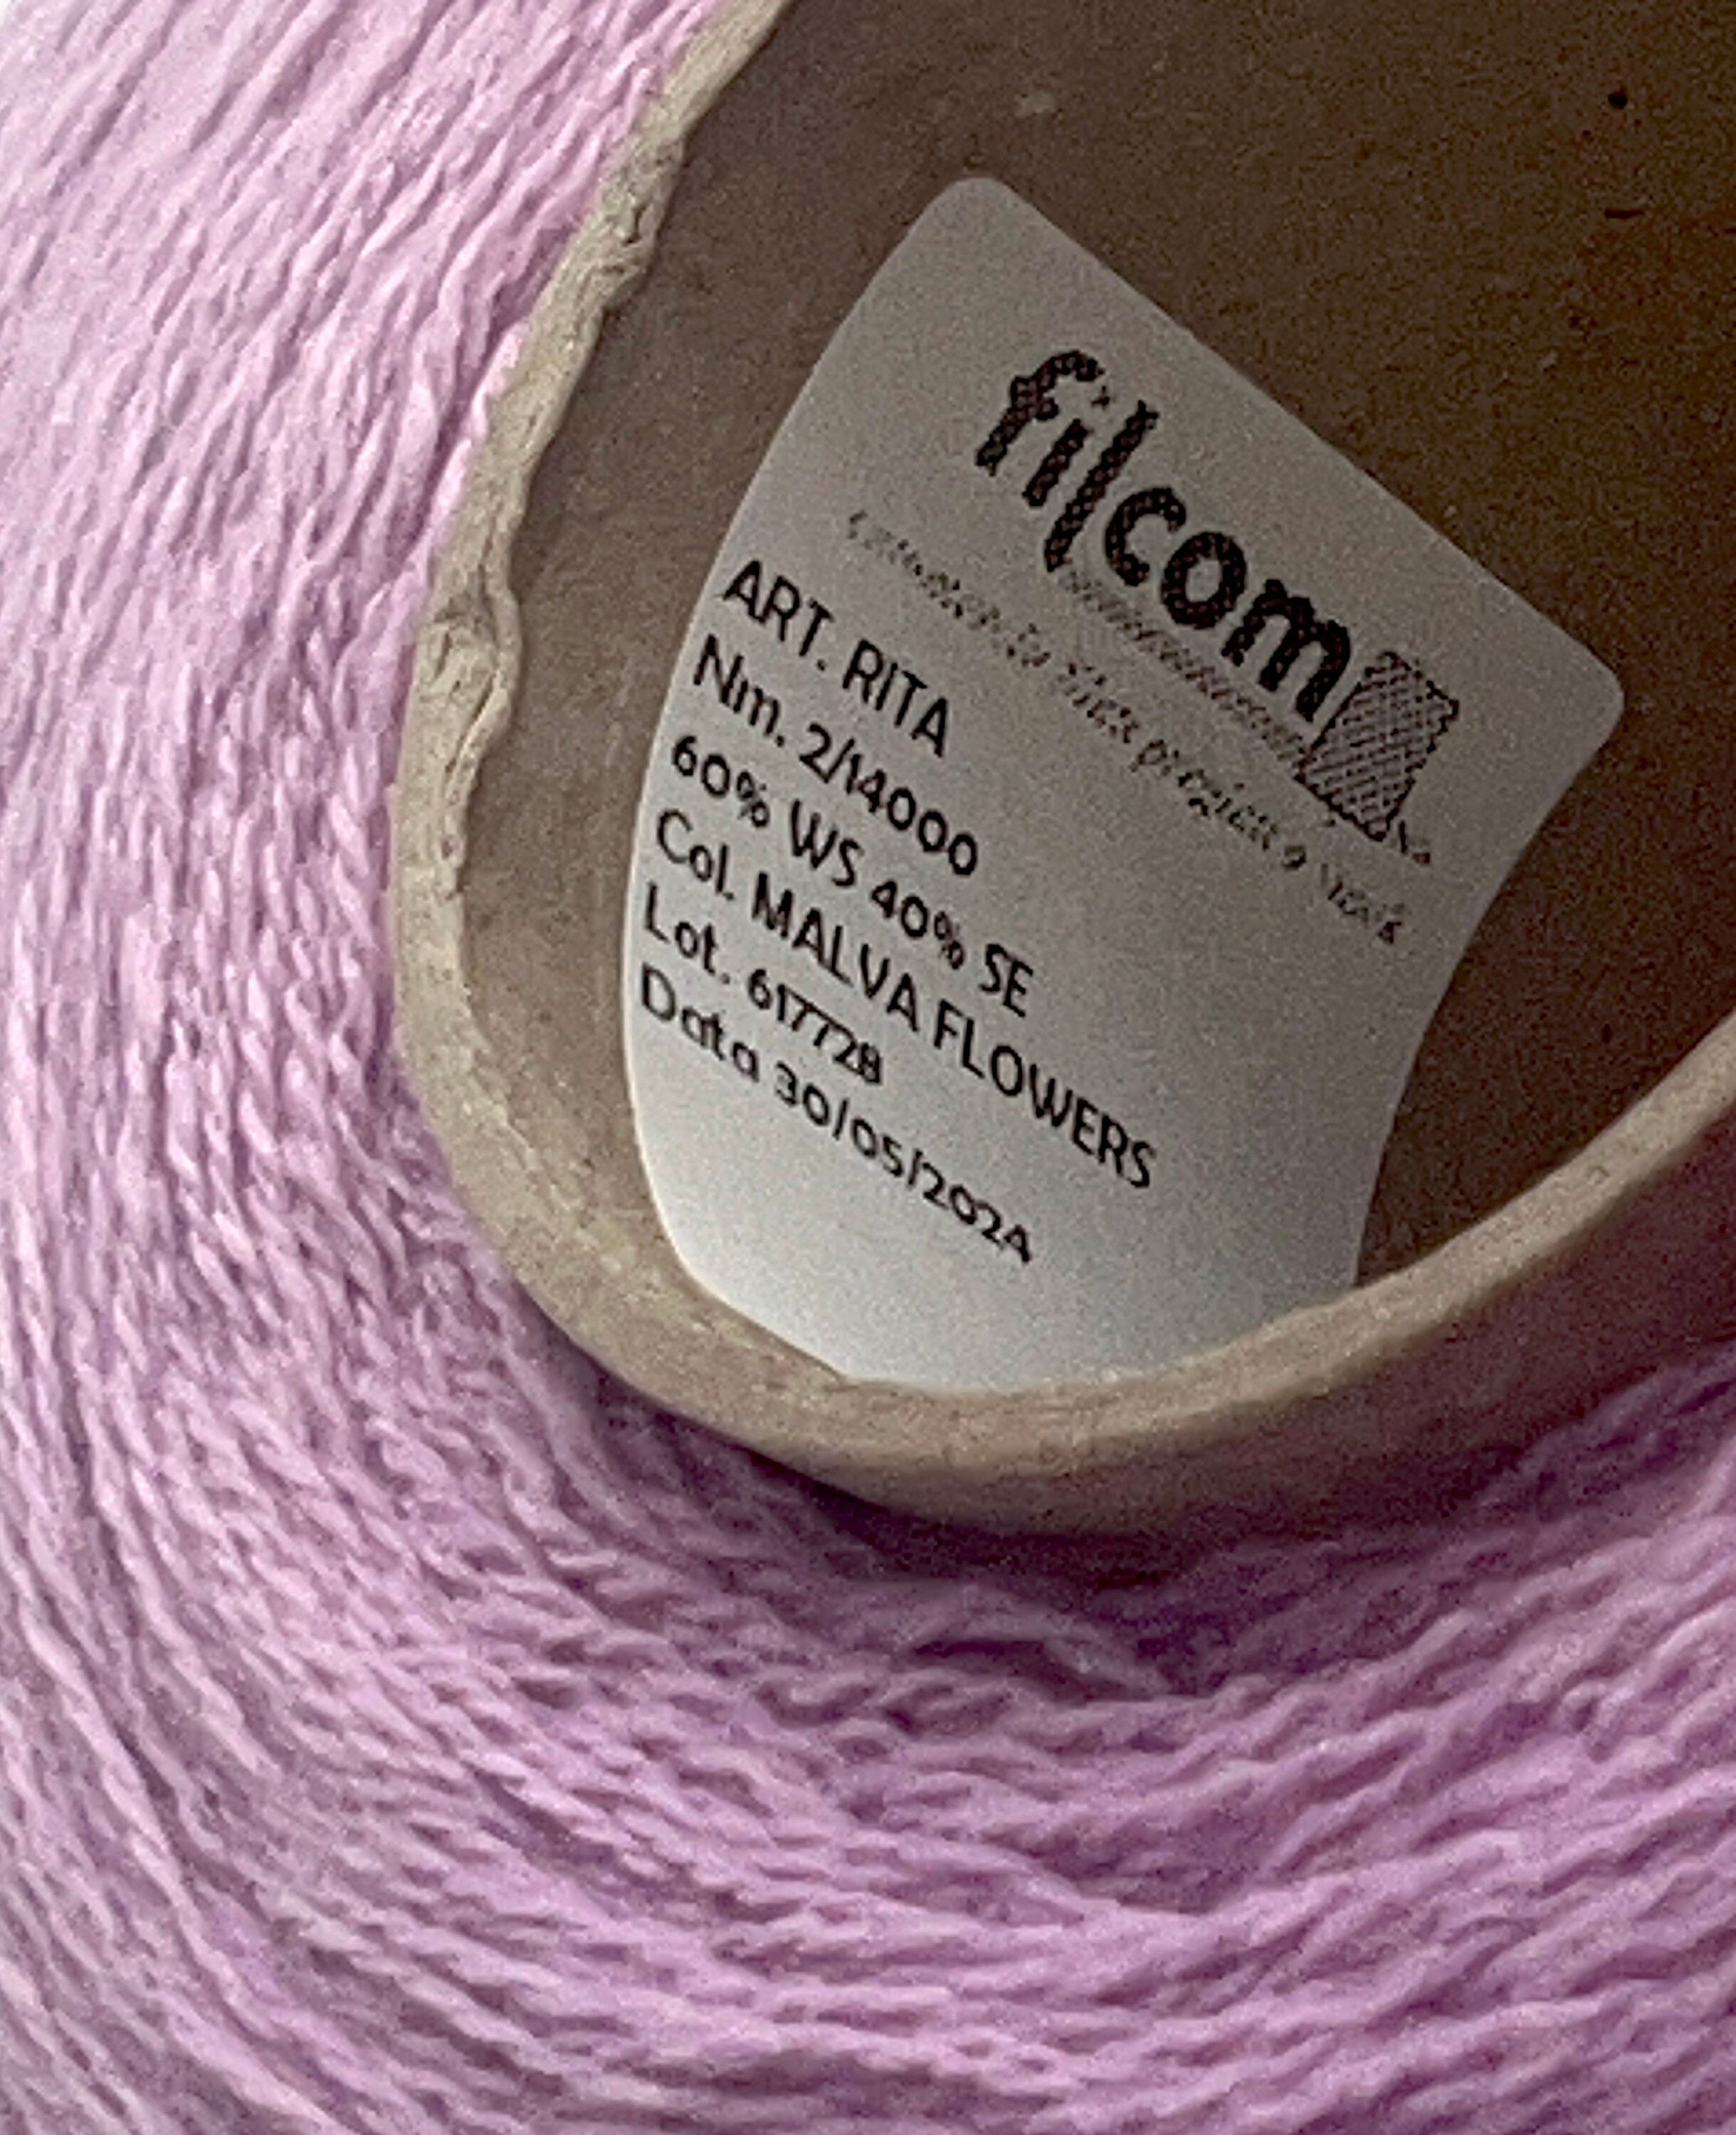 filcom
ART. RITA
Nm. 2/14000
60% WS 40% SE
Col. MALVA FLOWERS
Lot. 617728
Data 30/05/2024